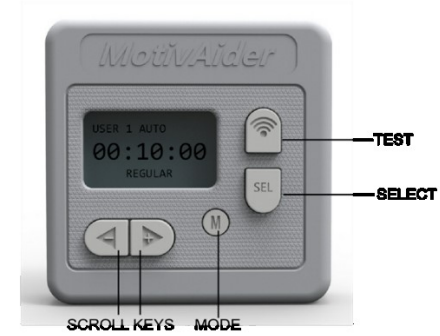 MotivAider
USER 1 AUTO
00:10:00
REGULAR
TEST
SEL
SELECT
M
SCROLL KEYS
MODE